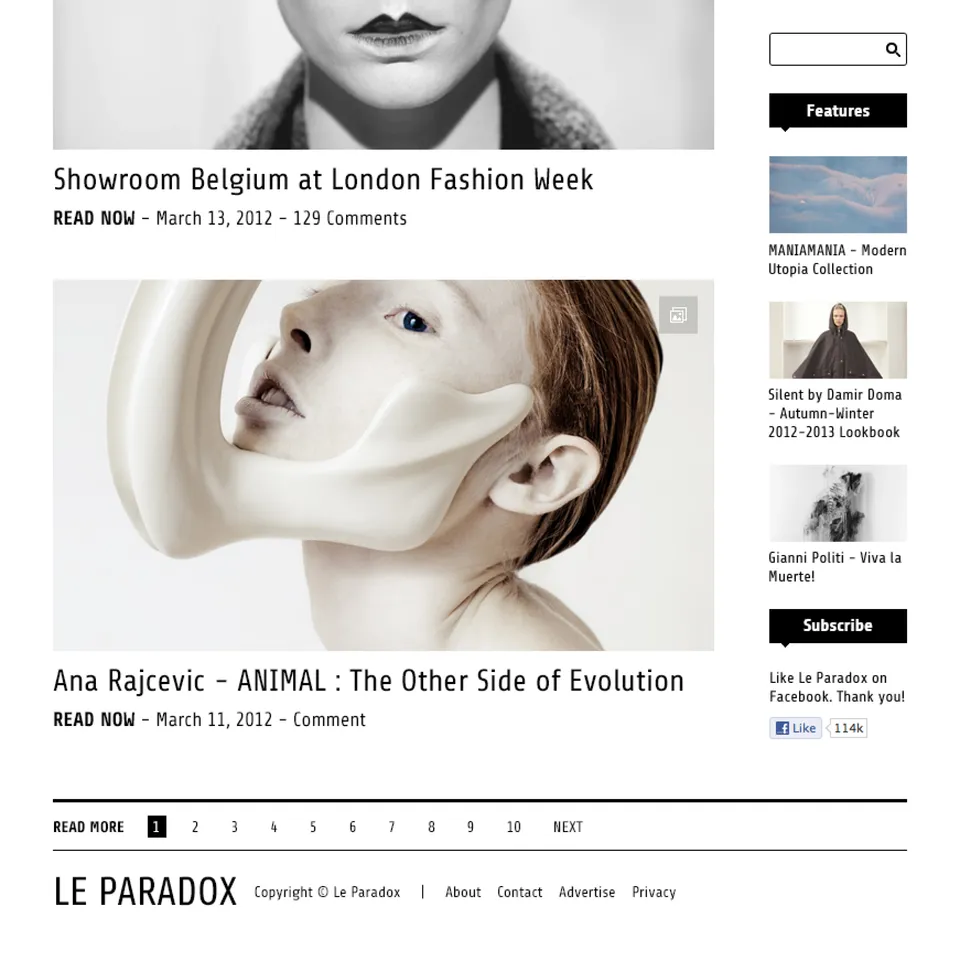 Showroom Belgium at London Fashion Week
READ NOW - March 13, 2012 - 129 Comments
Ana Rajcevic - ANIMAL : The Other Side of Evolution
READ NOW - March 11, 2012 - Comment
Features
MANIAMANIA - Modern
Utopia Collection
Silent by Damir Doma
- Autumn-Winter
2012-2013 Lookbook
Gianni Politi - Viva la
Muerte!
Subscribe
Like Le Paradox on
Facebook. Thank you!
Like 114k
READ MORE 1 2 3 4 5 6 7 8 9 10 NEXT
LE PARADOX Copyright © Le Paradox | About Contact Advertise Privacy